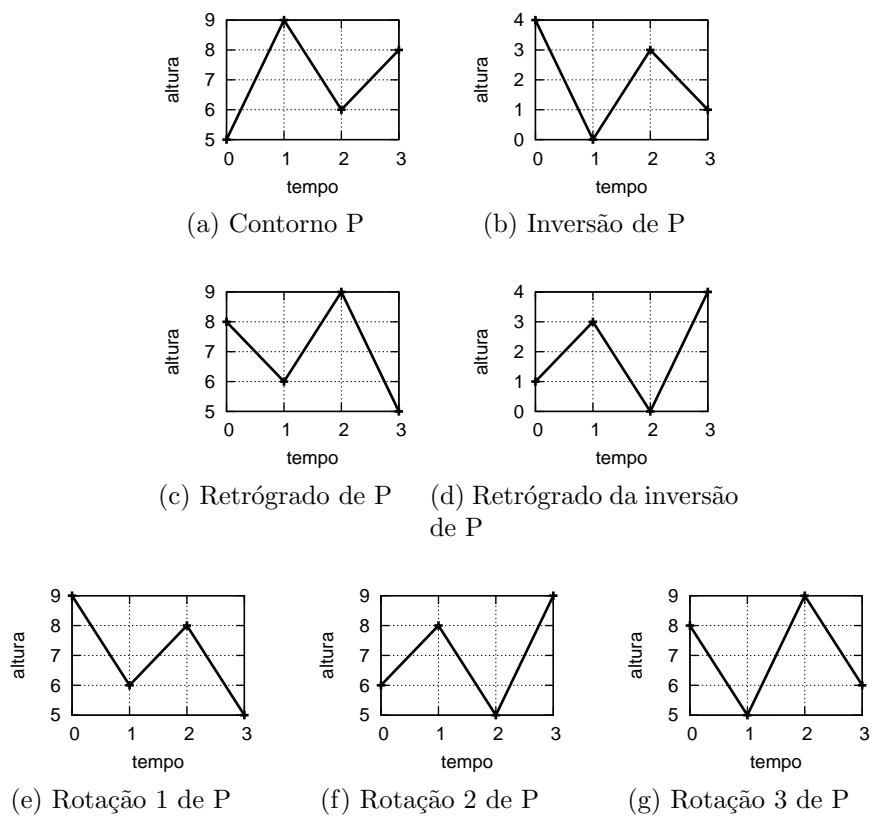 9
8
7
6
5
altura
0 1 2 3
tempo
(a) Contorno P
4
3
2
1
0
altura
0 1 2 3
tempo
(b) Inversão de P
9
8
7
6
5
altura
0 1 2 3
tempo
(c) Retrógrado de P
4
3
2
1
0
altura
0 1 2 3
tempo
(d) Retrógrado da inversão
de P
9
8
7
6
5
altura
0 1 2 3
tempo
(e) Rotação 1 de P
9
8
7
6
5
altura
0 1 2 3
tempo
(f) Rotação 2 de P
9
8
7
6
5
altura
0 1 2 3
tempo
(g) Rotação 3 de P